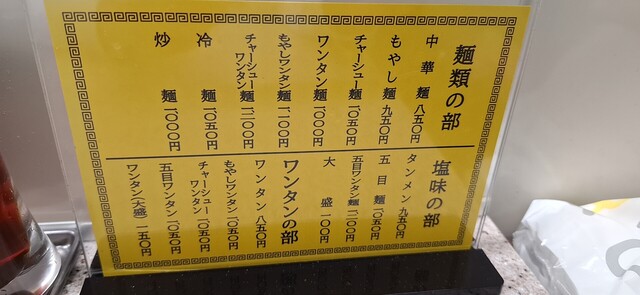 麺類の部
中華麺 八五〇円
もやし麺 九五〇円
チャーシュー麺 一〇五〇円
ワンタン麺 一〇〇〇円
もやしワンタン麺 一一〇〇円
チャーシューワンタン麺 一二〇〇円
冷麺 一〇五〇円
炒麺 一〇〇〇円
塩味の部
タンメン 九五〇円
五目麺 一〇五〇円
五目ワンタン麺 一二〇〇円
大盛 一〇〇円
ワンタンの部
ワンタン 八五〇円
もやしワンタン 一〇五〇円
チャーシューワンタン 一〇五〇円
五目ワンタン 一〇五〇円
ワンタン(大盛) 一五〇円